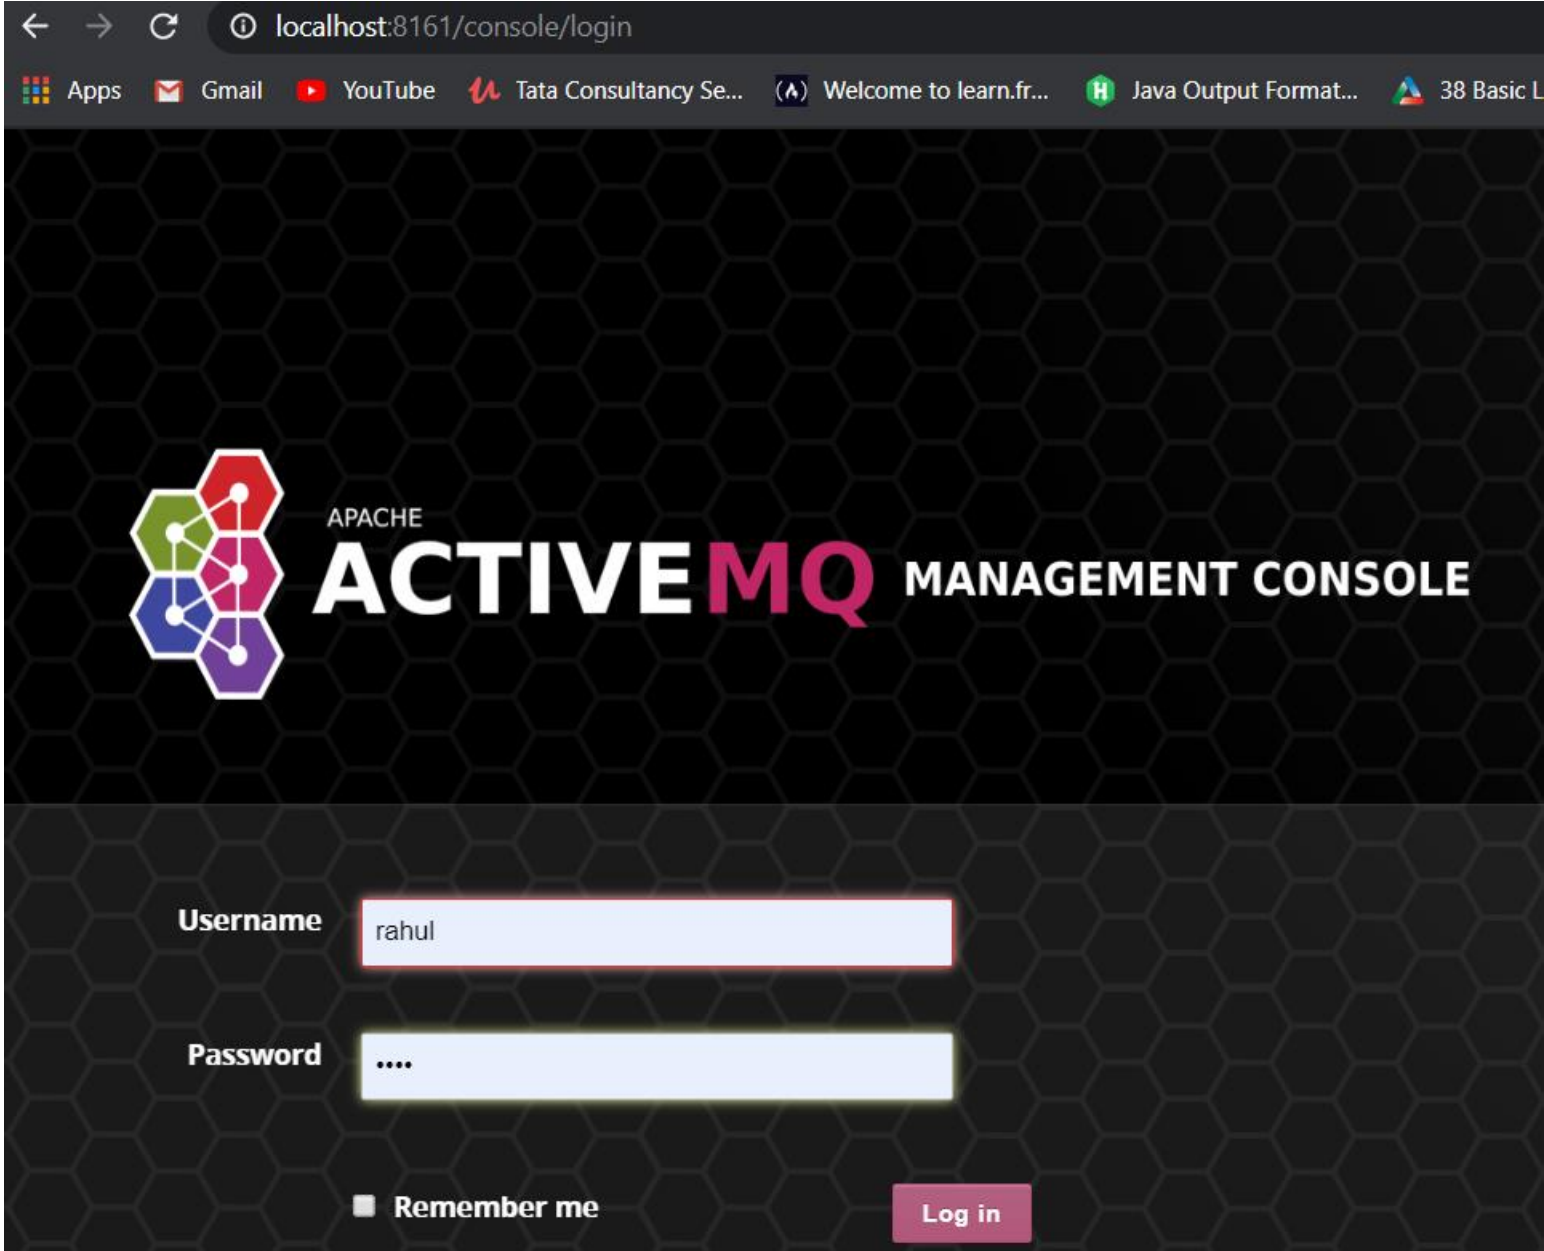 localhost:8161/console/login
Apps Gmail YouTube Tata Consultancy Se... (A) Welcome to learn.fr... H Java Output Format... 38 Basic L
APACHE
ACTIVEMQ MANAGEMENT CONSOLE
Username rahul
Password ••••
Remember me Log in